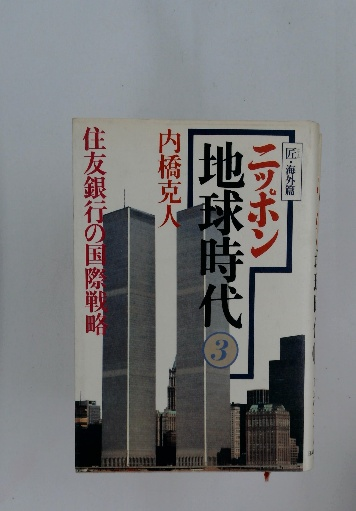 匠・海外篇
ニッポン
地球時代
3
内橋克人
住友銀行の国際戦略